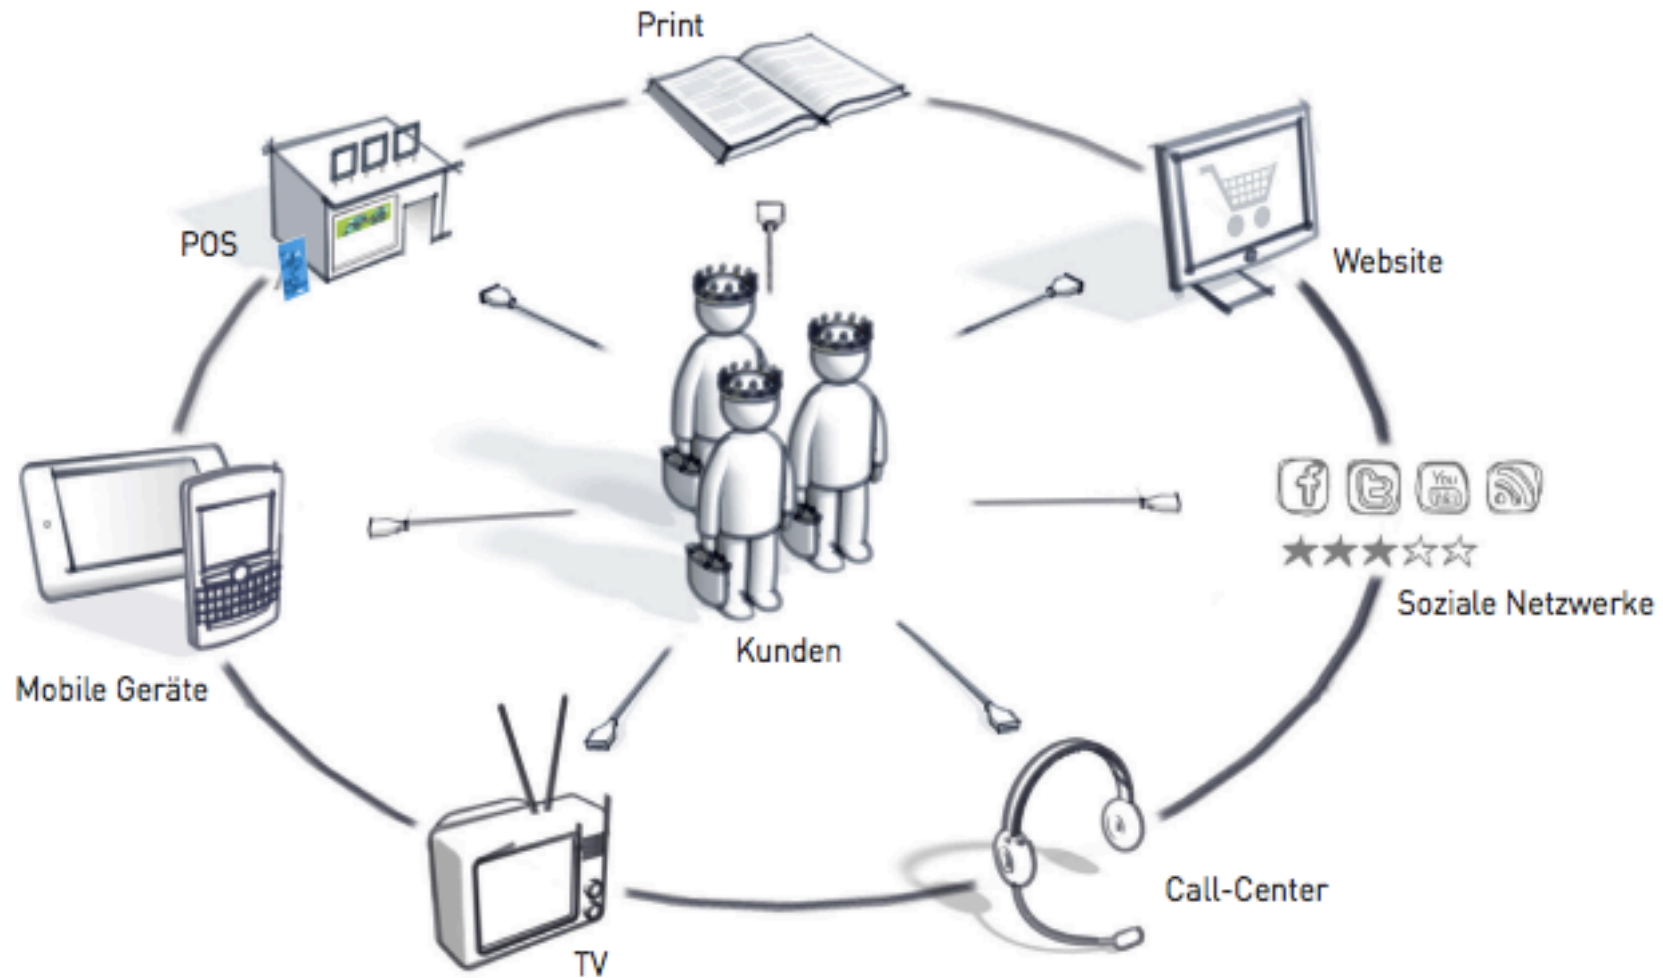 Print
POS
Website
Soziale Netzwerke
Kunden
Mobile Geräte
Call-Center
TV